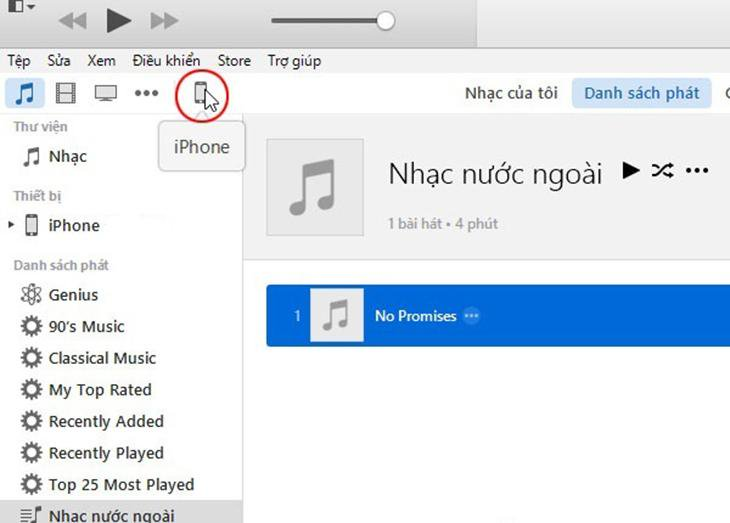 Tệp Sửa Xem Điều khiển Store Trợ giúp
Nhạc của tôi Danh sách phát
Thư viện
Nhạc
iPhone
Thiết bị
iPhone
Danh sách phát
Genius
90's Music
Classical Music
My Top Rated
Recently Added
Recently Played
Top 25 Most Played
Nhạc nước ngoài
Nhạc nước ngoài
1 bài hát • 4 phút
1 No Promises